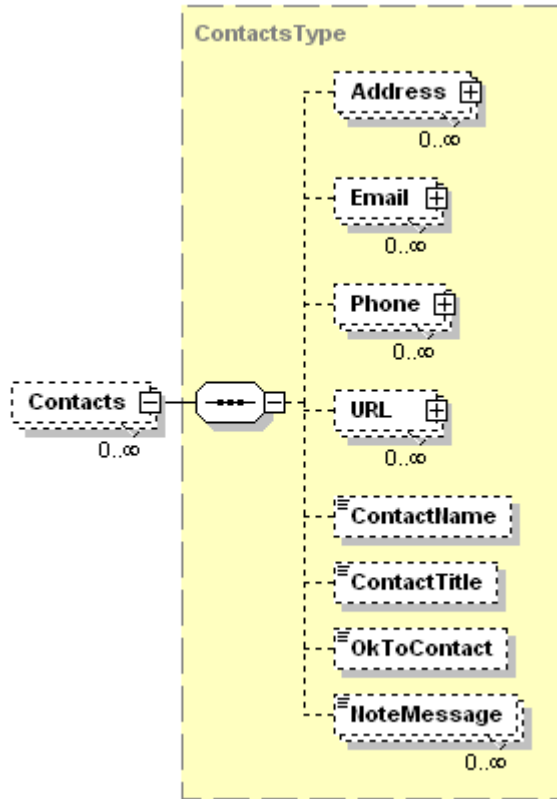 ContactsType
Address
0..∞
Email
0..∞
Phone
0..∞
URL
0..∞
Contacts
0..∞
ContactName
ContactTitle
OkToContact
NoteMessage
0..∞